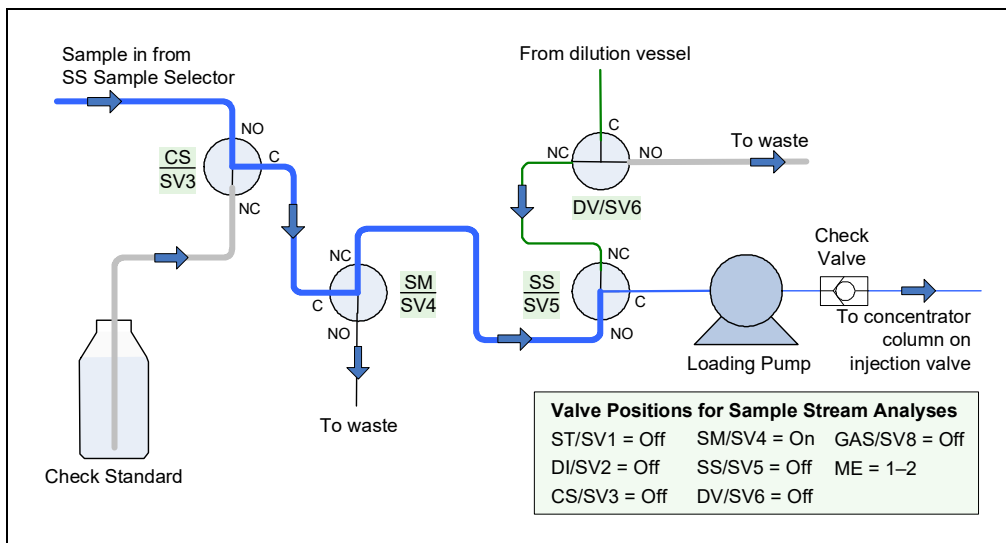 Sample in from
SS Sample Selector
From dilution vessel
NO
CS
SV3
C
NC
C
NC
NO
To waste
DV/SV6
NC
SM
SV4
C
NO
NC
SS
SV5
C
NO
Check
Valve
Loading Pump
To concentrator
column on
injection valve
To waste
Check Standard
Valve Positions for Sample Stream Analyses
ST/SV1 = Off SM/SV4 = On GAS/SV8 = Off
DI/SV2 = Off SS/SV5 = Off ME = 1–2
CS/SV3 = Off DV/SV6 = Off